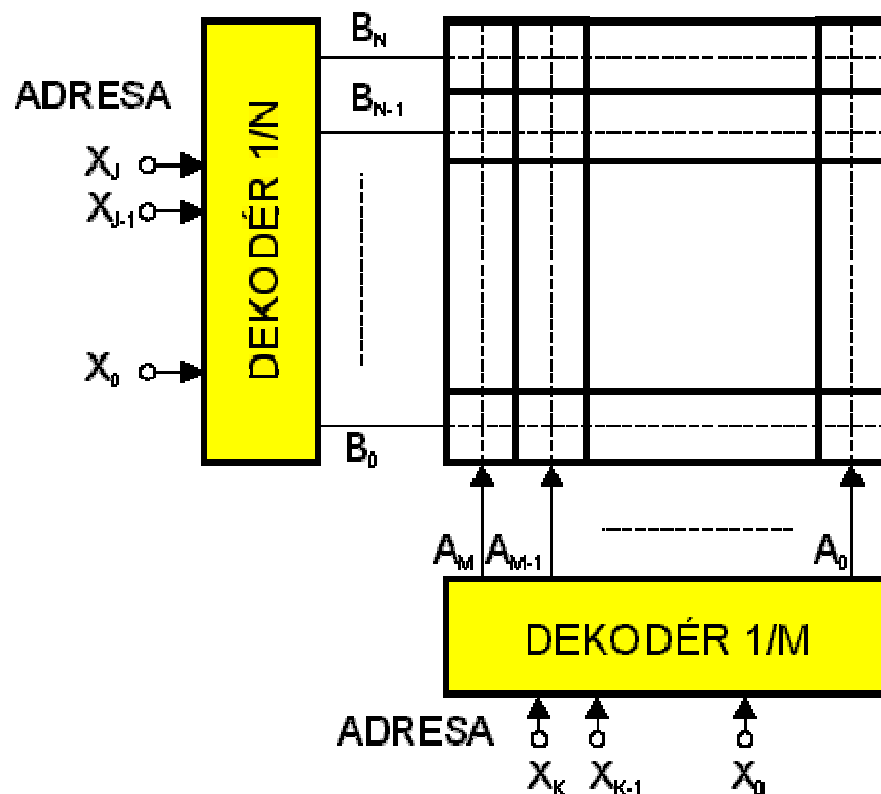 B_N
ADRESA
B_N-1
X_J
X_J-1
DEKODÉR 1/N
X_0
B_0
A_M A_M-1 A_0
DEKODÉR 1/M
ADRESA
X_K X_K-1 X_0